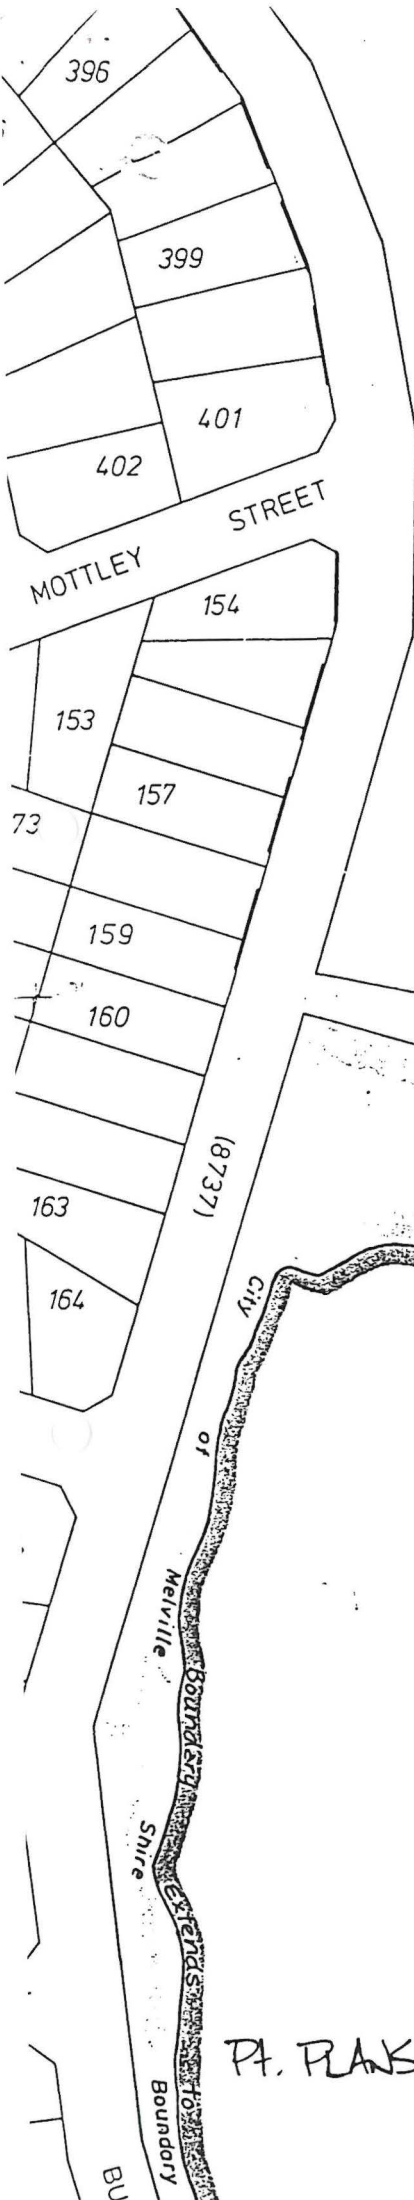 396
399
401
402
MOTTLEY STREET
154
153
157
73
159
160
(8737)
163
164
City of Melville Shire Boundary
Boundary Extends to
Pt. PLANS
BU